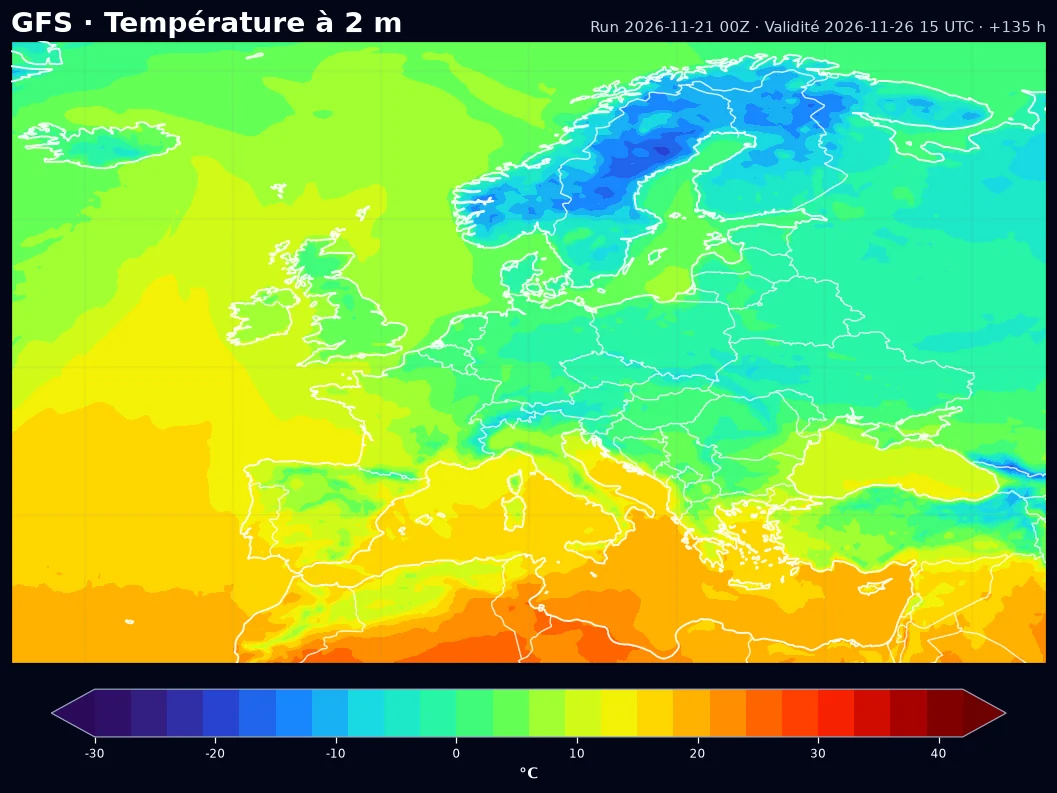 GFS · Température à 2 m
Run 2026-11-21 00Z · Validité 2026-11-26 15 UTC · +135 h
-30 -20 -10 0 10 20 30 40
°C